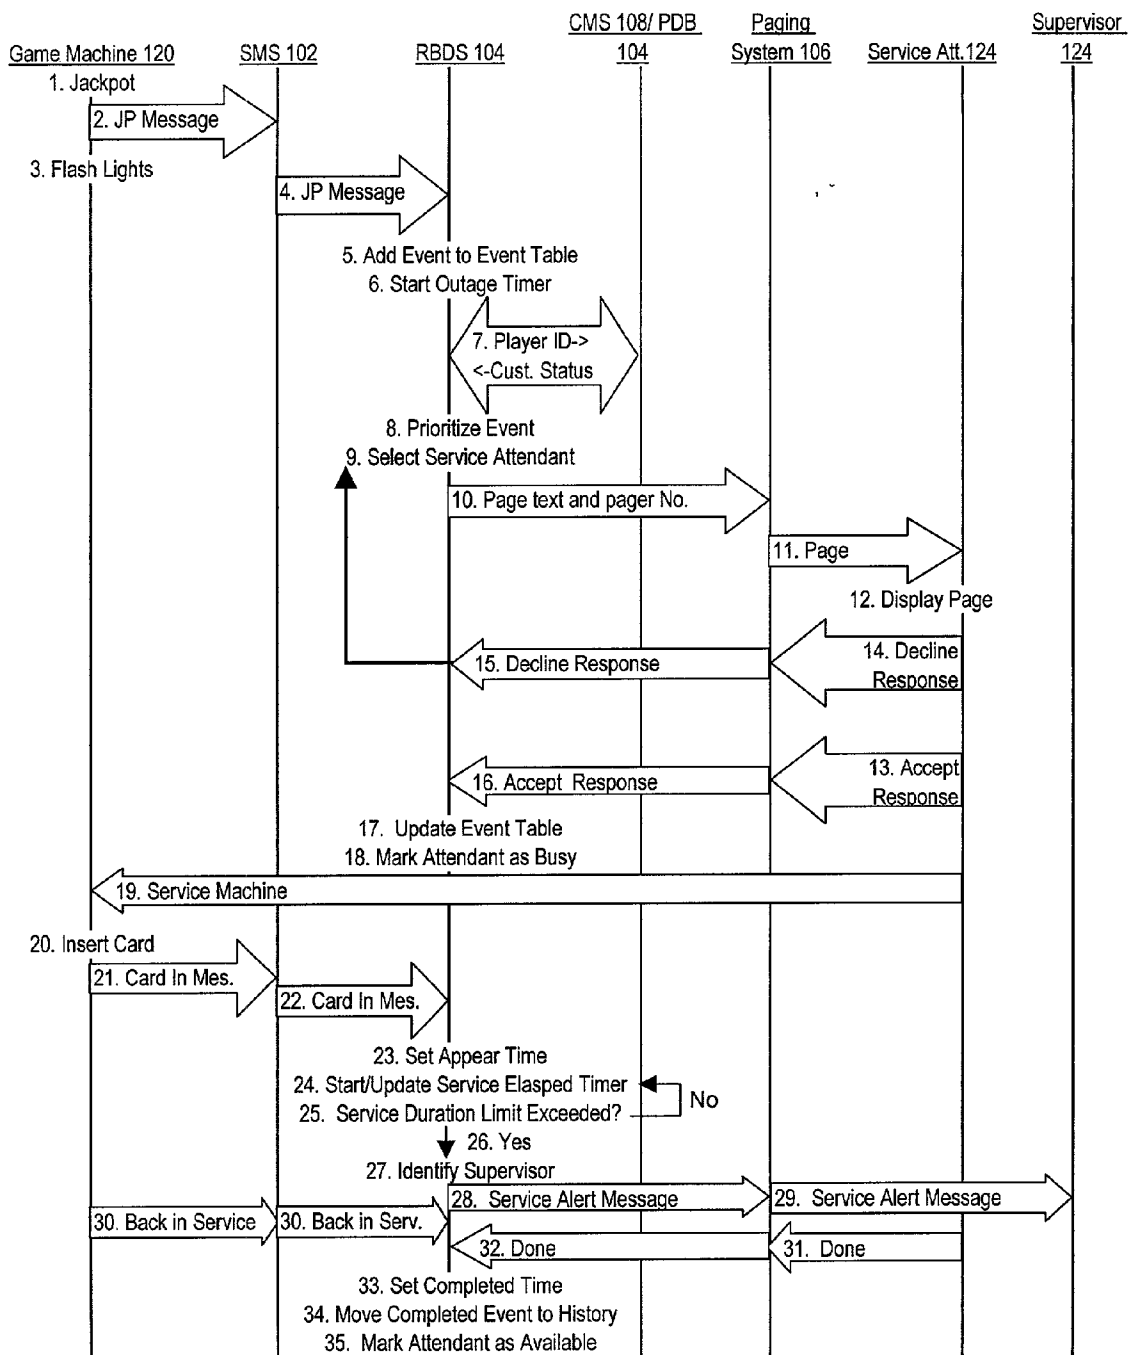 CMS 108/ PDB 104
Paging System 106
Supervisor 124
Game Machine 120
SMS 102
RBDS 104
Service Att.124
1. Jackpot
2. JP Message
3. Flash Lights
4. JP Message
5. Add Event to Event Table
6. Start Outage Timer
7. Player ID->
<-Cust. Status
8. Prioritize Event
9. Select Service Attendant
10. Page text and pager No.
11. Page
12. Display Page
15. Decline Response
14. Decline
Response
16. Accept Response
13. Accept
Response
17. Update Event Table
18. Mark Attendant as Busy
19. Service Machine
20. Insert Card
21. Card In Mes.
22. Card In Mes.
23. Set Appear Time
24. Start/Update Service Elasped Timer
25. Service Duration Limit Exceeded?
No
26. Yes
27. Identify Supervisor
28. Service Alert Message
29. Service Alert Message
30. Back in Service
30. Back in Serv.
32. Done
31. Done
33. Set Completed Time
34. Move Completed Event to History
35. Mark Attendant as Available